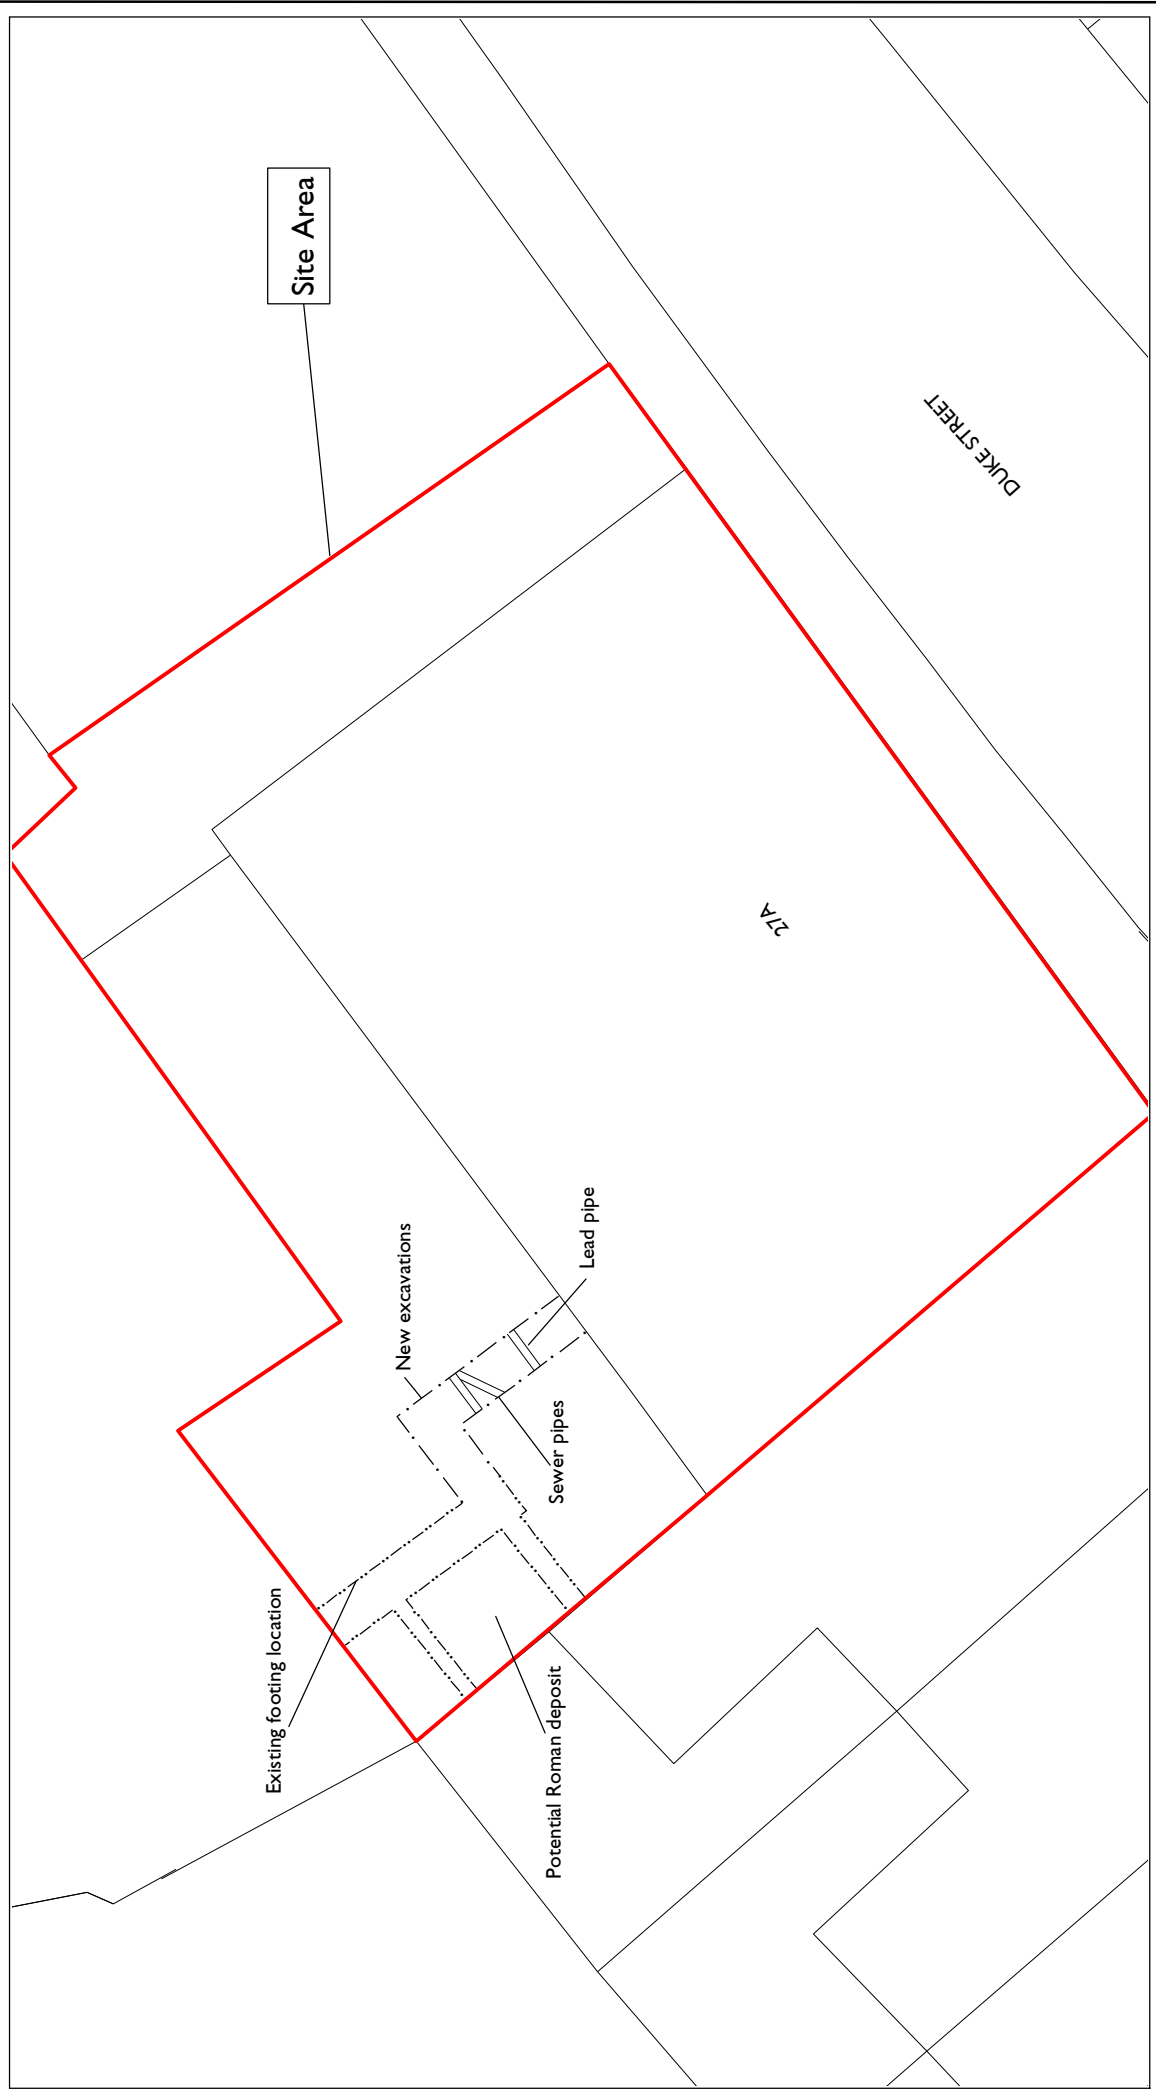 Site Area
DUKE STREET
27A
New excavations
Lead pipe
Sewer pipes
Existing footing location
Potential Roman deposit